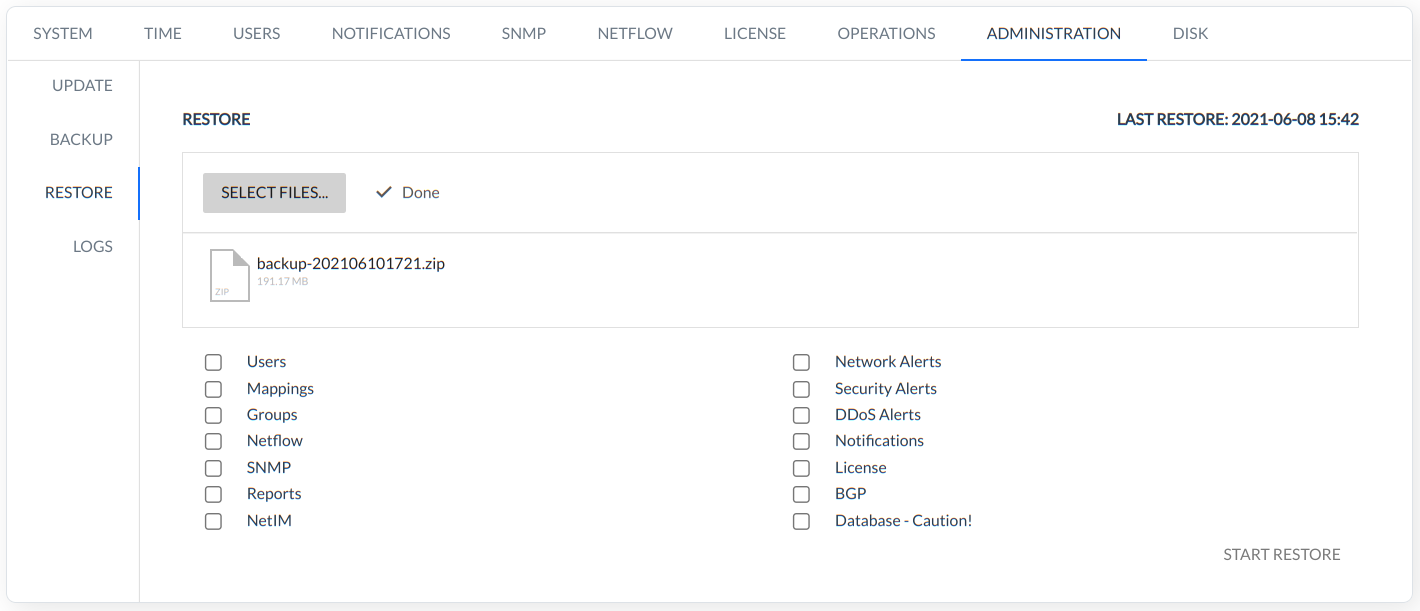 SYSTEM TIME USERS NOTIFICATIONS SNMP NETFLOW LICENSE OPERATIONS ADMINISTRATION DISK
UPDATE
BACKUP
RESTORE
LOGS
RESTORE LAST RESTORE: 2021-06-08 15:42
SELECT FILES... Done
backup-202106101721.zip
191.17 MB
ZIP
Users
Mappings
Groups
Netflow
SNMP
Reports
NetIM
Network Alerts
Security Alerts
DDoS Alerts
Notifications
License
BGP
Database - Caution!
START RESTORE